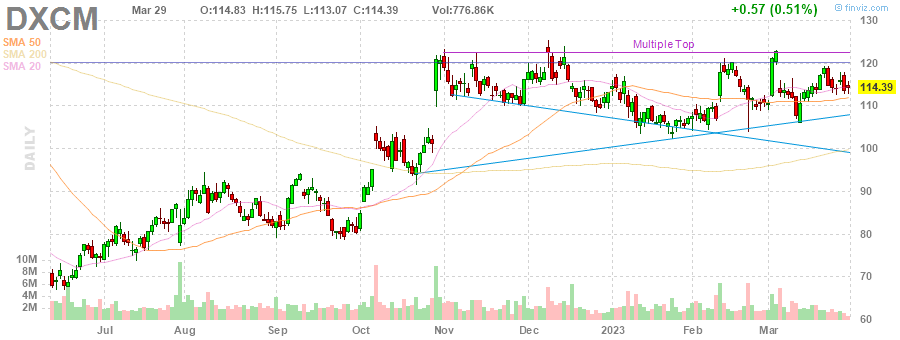 DXCM
Mar 29 O:114.83 H:115.75 L:113.07 C:114.39 Vol:776.86K +0.57 (0.51%)
finviz.com
SMA 50
SMA 200
SMA 20
Multiple Top
DAILY
130
120
114.39
110
100
90
80
70
60
10M
8M
6M
4M
2M
Jul Aug Sep Oct Nov Dec 2023 Feb Mar